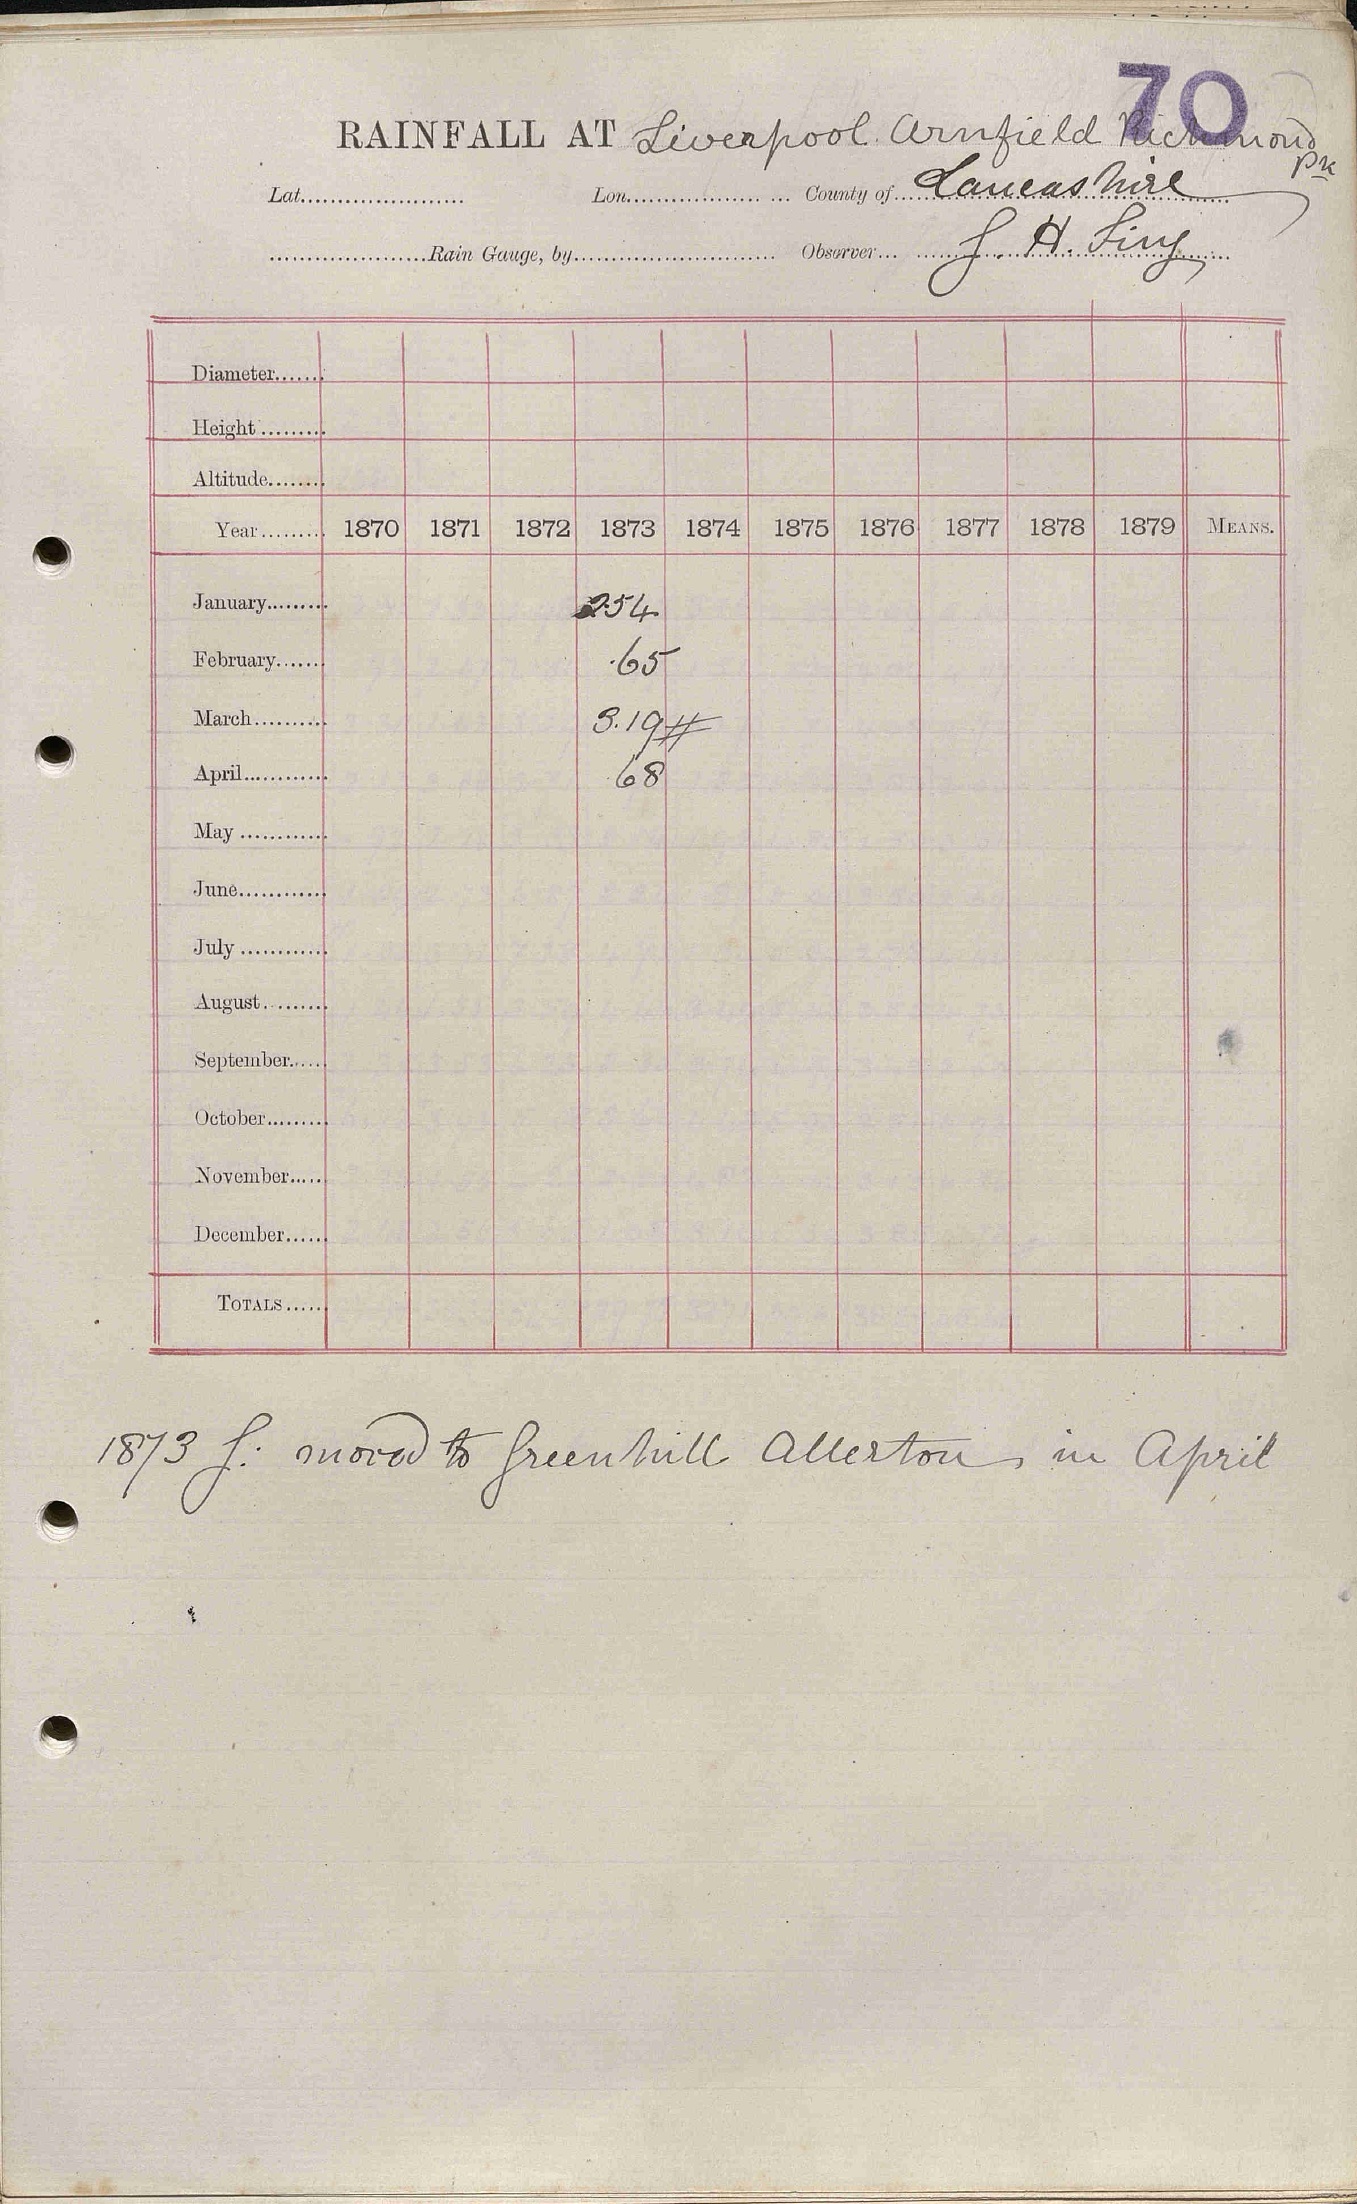 70
RAINFALL AT Liverpool. Arnfield Richmond Pk
Lat...................... Lon.................. ... County of....Lancashire
......................Rain Gauge, by........................... Observer... J. H.
Diameter.......
Height.........
Altitude........
Year......... 1870 1871 1872 1873 1874 1875 1876 1877 1878 1879 MEANS.
January......... 2.54
February....... .65
March.......... 3.19 #
April............ .68
May ............
June............
July ............
August.........
September......
October.........
November.....
December......
TOTALS......
1873 G: moved to Greenhill Allerton, in April